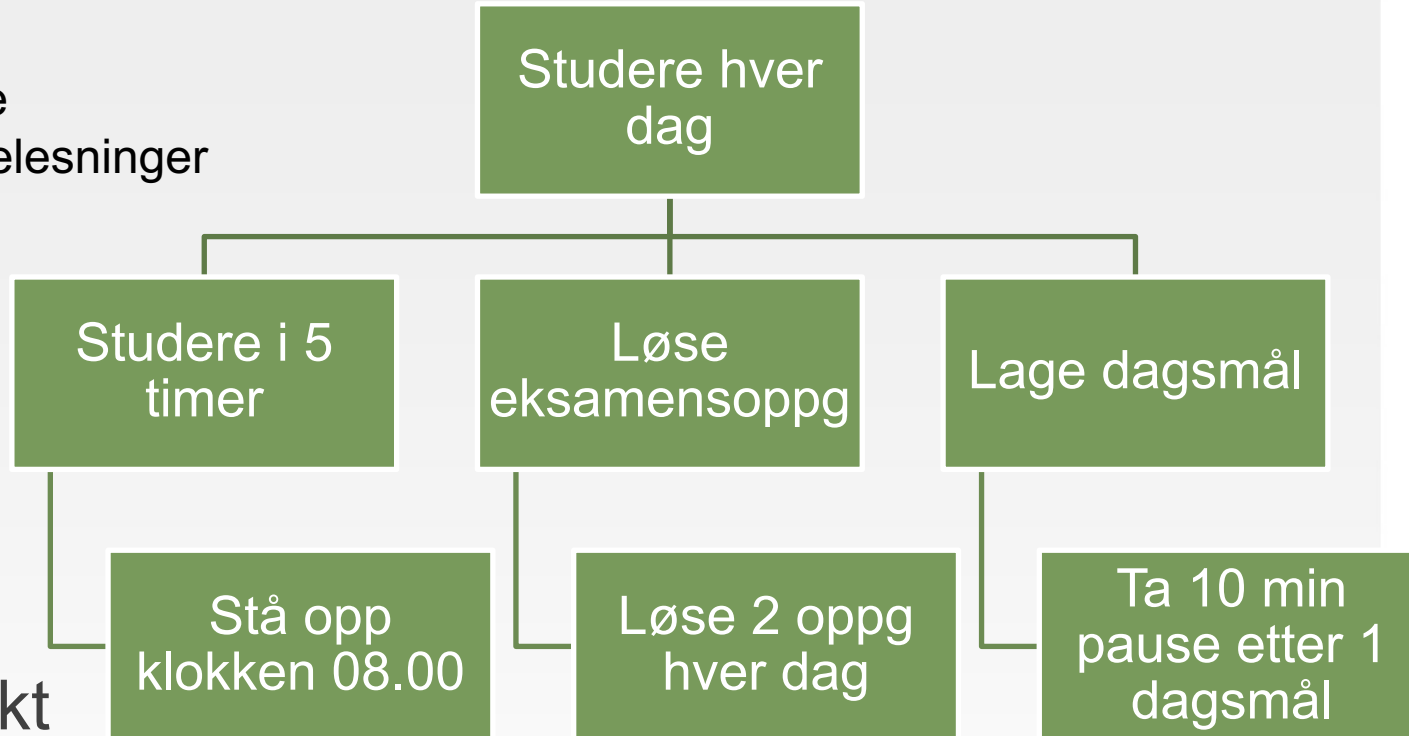 Studere hver
dag
elesninger
Studere i 5
timer
Løse
eksamensoppg
Lage dagsmål
Stå opp
klokken 08.00
Løse 2 oppg
hver dag
Ta 10 min
pause etter 1
dagsmål
kt